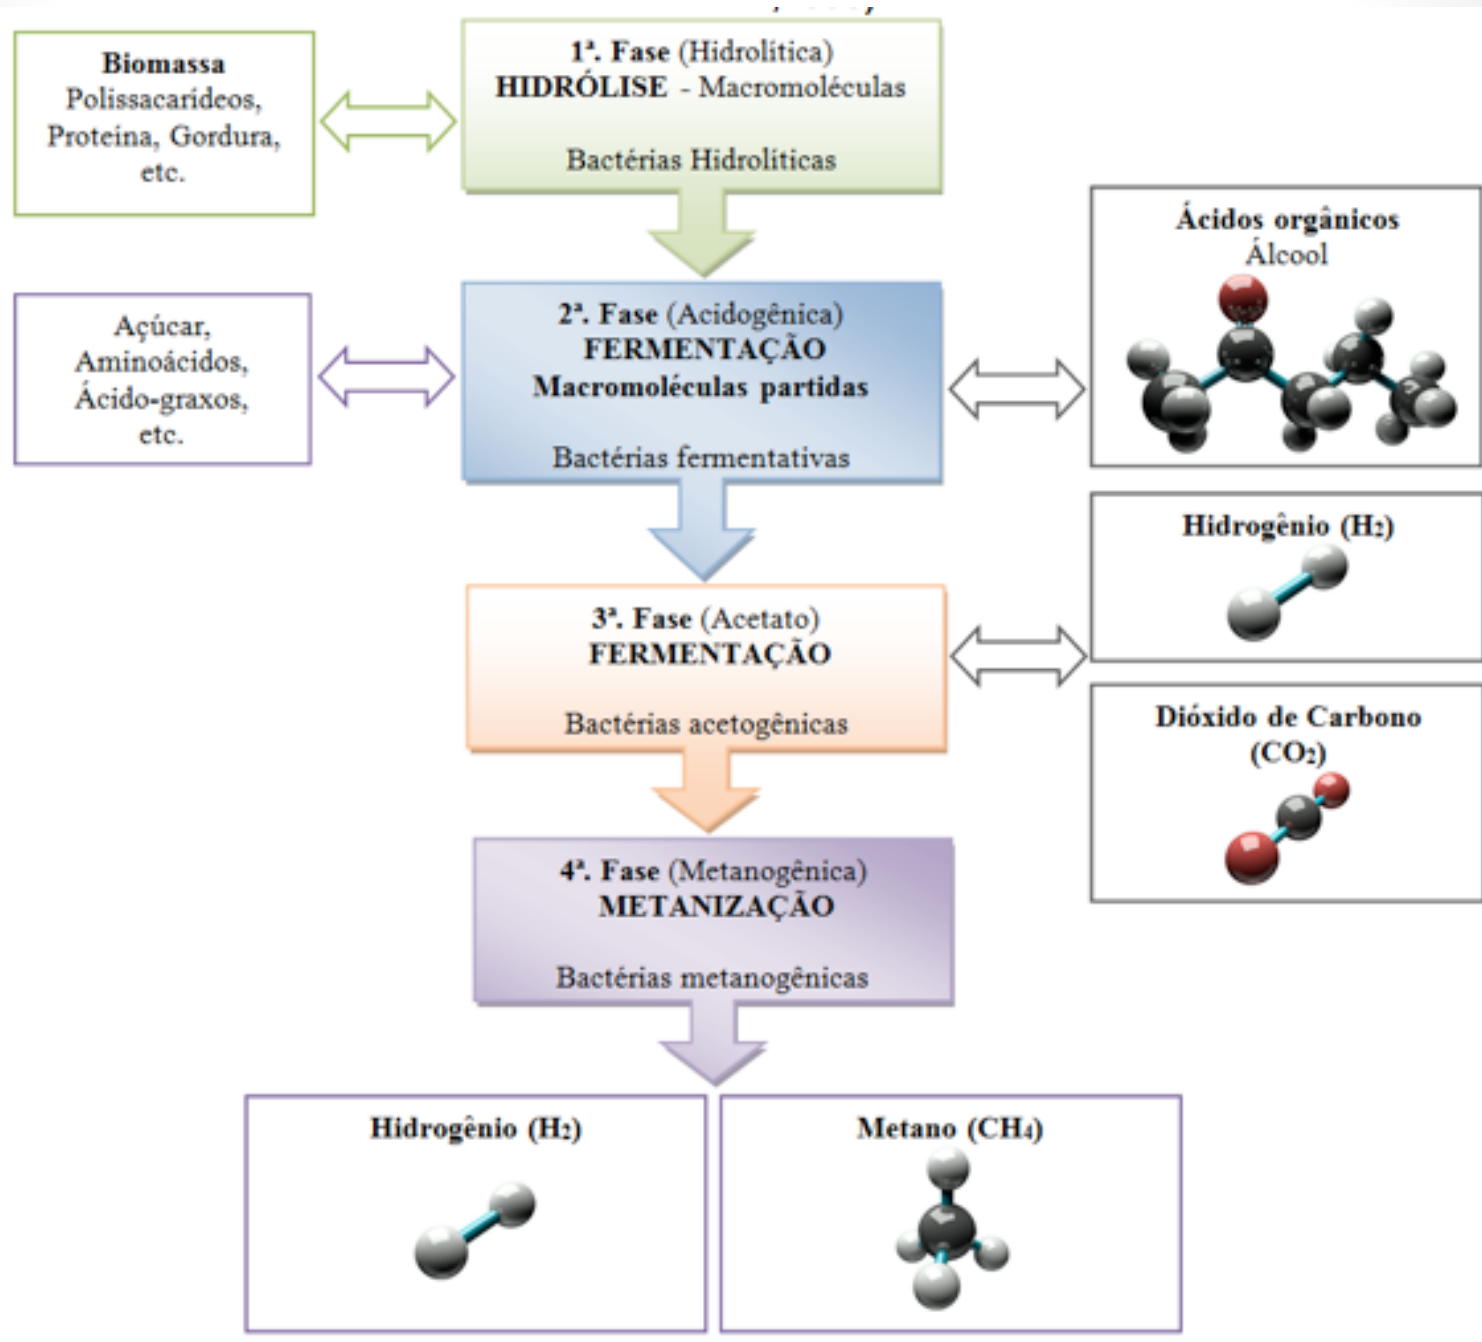 Biomassa
Polissacarídeos,
Proteína, Gordura,
etc.
1ª. Fase (Hidrolítica)
HIDRÓLISE - Macromoléculas
Bactérias Hidrolíticas
Açúcar,
Aminoácidos,
Ácido-graxos,
etc.
2ª. Fase (Acidogênica)
FERMENTAÇÃO
Macromoléculas partidas
Bactérias fermentativas
Ácidos orgânicos
Álcool
3ª. Fase (Acetato)
FERMENTAÇÃO
Bactérias acetogênicas
Hidrogênio (H2)
Dióxido de Carbono
(CO2)
4ª. Fase (Metanogênica)
METANIZAÇÃO
Bactérias metanogênicas
Hidrogênio (H2)
Metano (CH4)